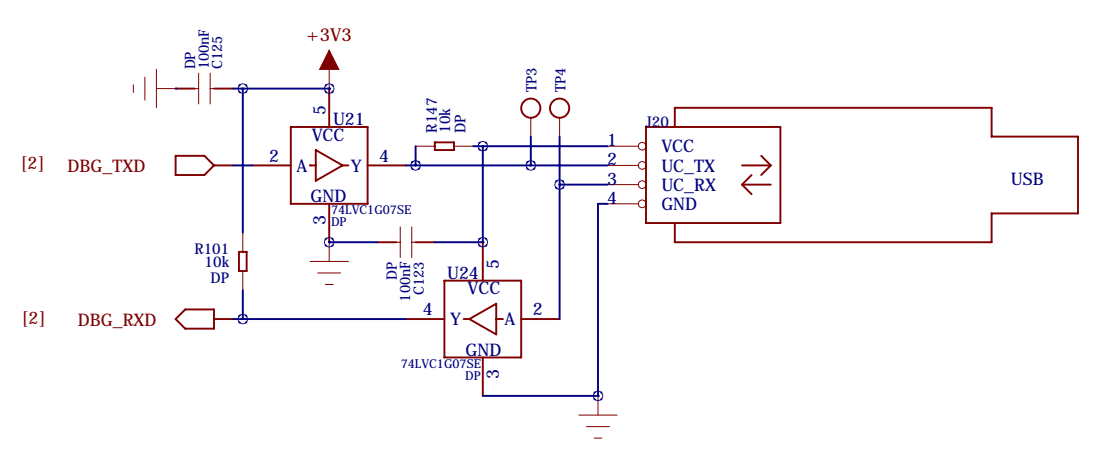 +3V3
DP
100nF
C125
TP3
TP4
5
U21
R147
10k
DP
J20
VCC
1
VCC
[2]
DBG_TXD
2
A
Y
4
2
UC_TX
3
UC_RX
USB
GND
4
GND
3
74LVC1G07SE
DP
R101
10k
DP
DP
100nF
C123
U24
5
VCC
[2]
DBG_RXD
4
Y
A
2
GND
74LVC1G07SE
DP
3